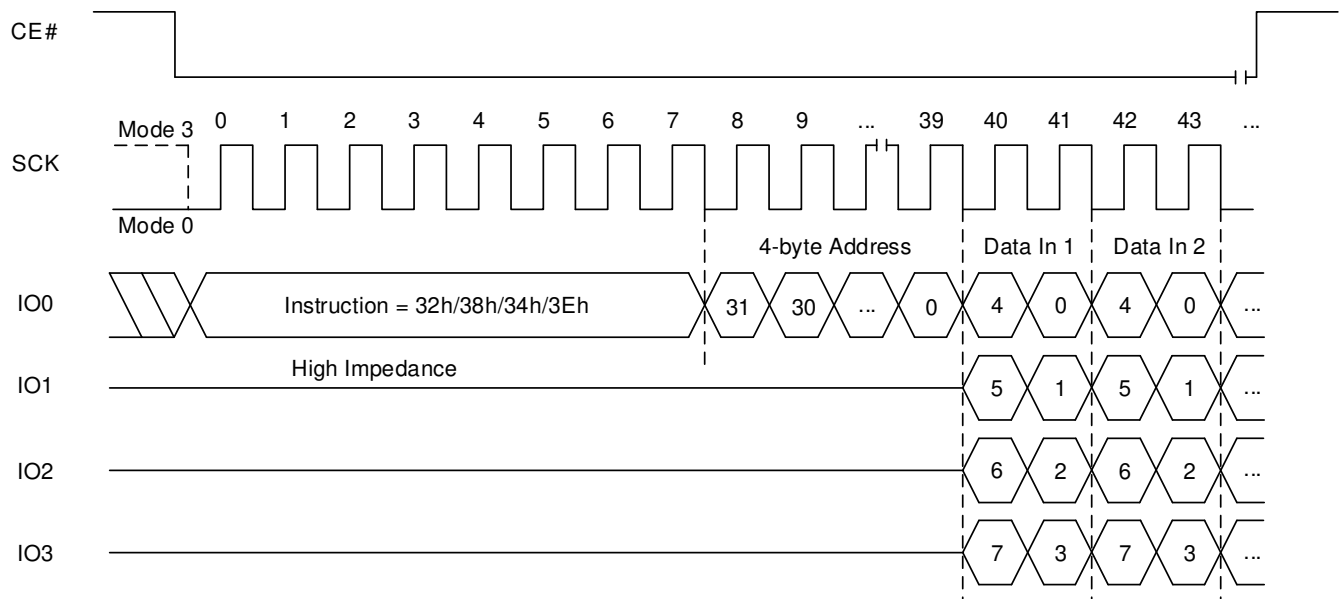 CE#
Mode 3 0 1 2 3 4 5 6 7 8 9 ... 39 40 41 42 43 ...
SCK
Mode 0
4-byte Address Data In 1 Data In 2
IO0 Instruction = 32h/38h/34h/3Eh 31 30 ... 0 4 0 4 0 ...
High Impedance
IO1 5 1 5 1 ...
IO2 6 2 6 2 ...
IO3 7 3 7 3 ...